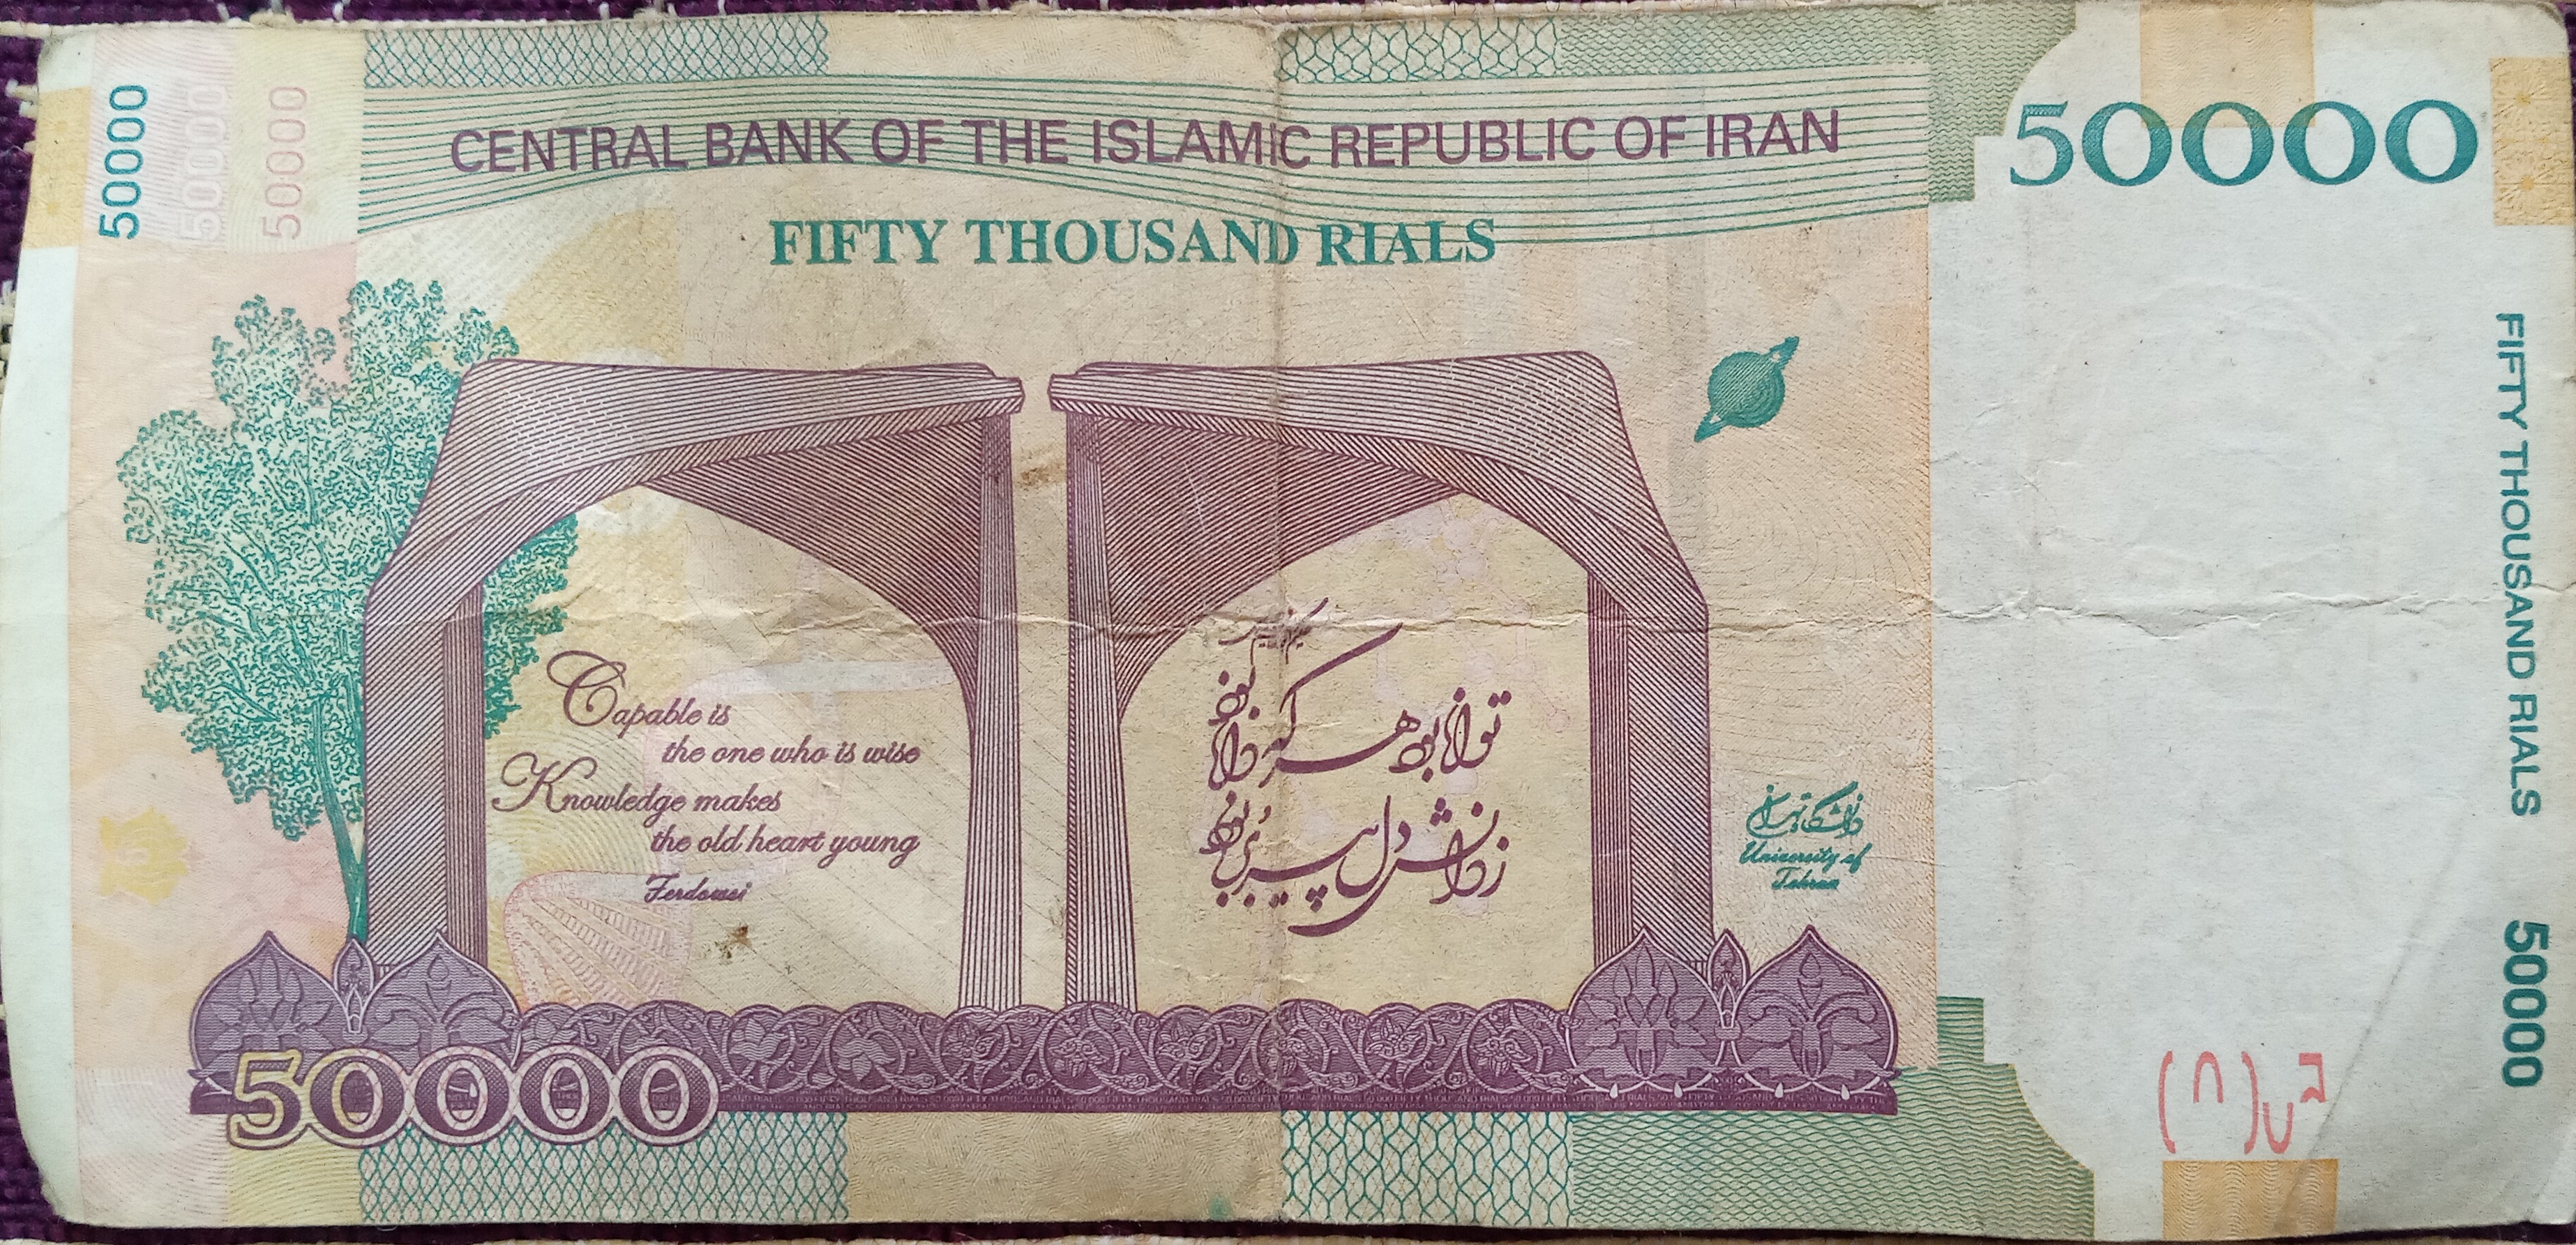 50000
50000
50000
CENTRAL BANK OF THE ISLAMIC REPUBLIC OF IRAN
50000
FIFTY THOUSAND RIALS
Capable is
the one who is wise
Knowledge makes
the old heart young
Ferdowsi
توانا بود هر که دانا بود
ز دانش دل پیر برنا بود
دانشگاه تهران
University of
Tehran
50000
FIFTY THOUSAND RIALS 50000